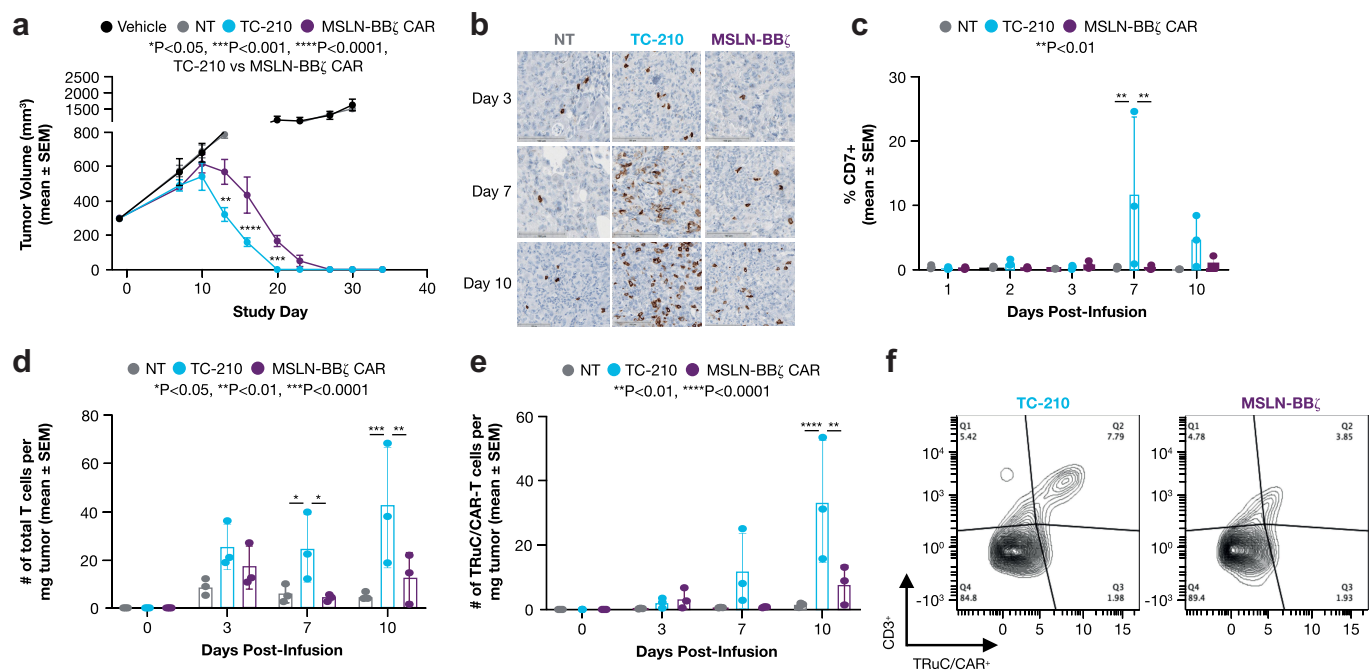 a
Vehicle NT TC-210 MSLN-BBζ CAR
*P<0.05, ***P<0.001, ****P<0.0001,
TC-210 vs MSLN-BBζ CAR
Tumor Volume (mm³)
(mean ± SEM)
2500
2000
1500
800
600
400
200
0
**
****
***
0 10 20 30 40
Study Day
b
NT TC-210 MSLN-BBζ
Day 3
Day 7
Day 10
c
NT TC-210 MSLN-BBζ CAR
**P<0.01
% CD7+
(mean ± SEM)
30
20
10
0
** **
1 2 3 7 10
Days Post-Infusion
d
NT TC-210 MSLN-BBζ CAR
*P<0.05, **P<0.01, ***P<0.0001
# of total T cells per
mg tumor (mean ± SEM)
80
60
40
20
0
* *
*** **
0 3 7 10
Days Post-Infusion
e
NT TC-210 MSLN-BBζ CAR
**P<0.01, ****P<0.0001
# of TRuC/CAR-T cells per
mg tumor (mean ± SEM)
60
40
20
0
**** **
0 3 7 10
Days Post-Infusion
f
TC-210
Q1
5.42
Q2
7.79
Q4
84.8
Q3
1.98
10⁴
10³
10⁰
-10³
0 5 10 15
MSLN-BBζ
Q1
4.78
Q2
3.85
Q4
89.4
Q3
1.93
10⁴
10³
10⁰
-10³
0 5 10 15
CD3⁺
TRuC/CAR⁺